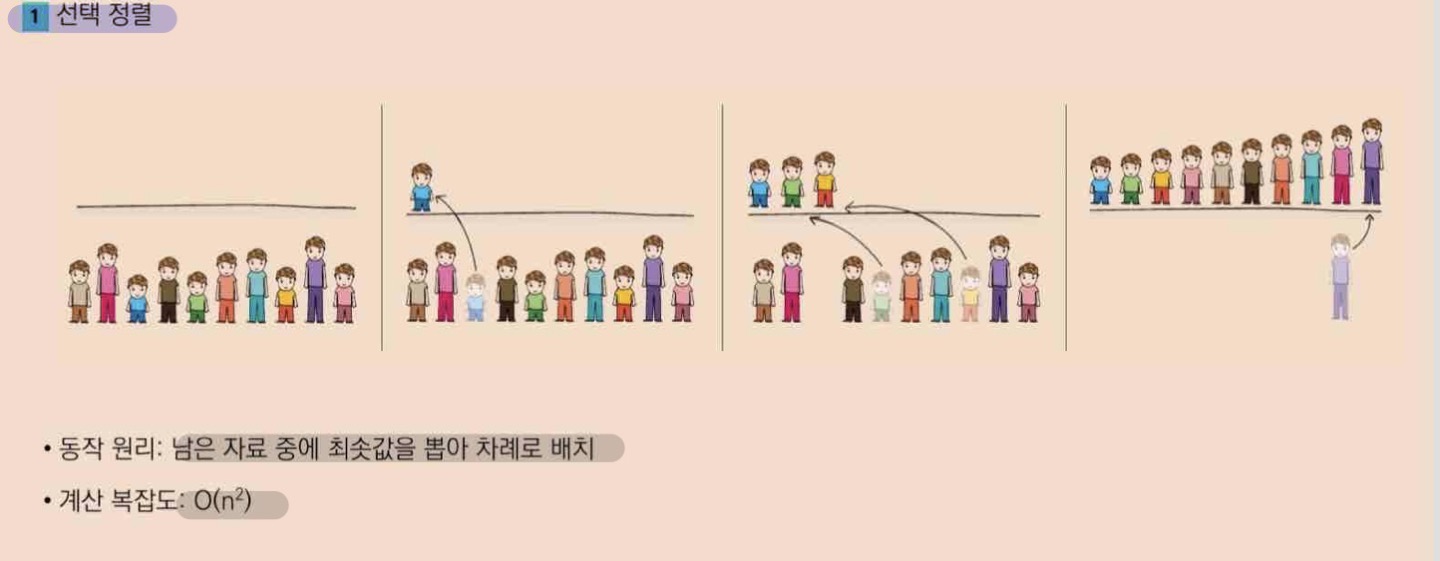 1 선택 정렬
• 동작 원리: 남은 자료 중에 최솟값을 뽑아 차례로 배치
• 계산 복잡도: O(n²)